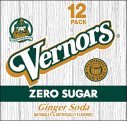 12
PACK
Vernors
ZERO SUGAR
Ginger Soda
NATURALLY & ARTIFICIALLY FLAVORED